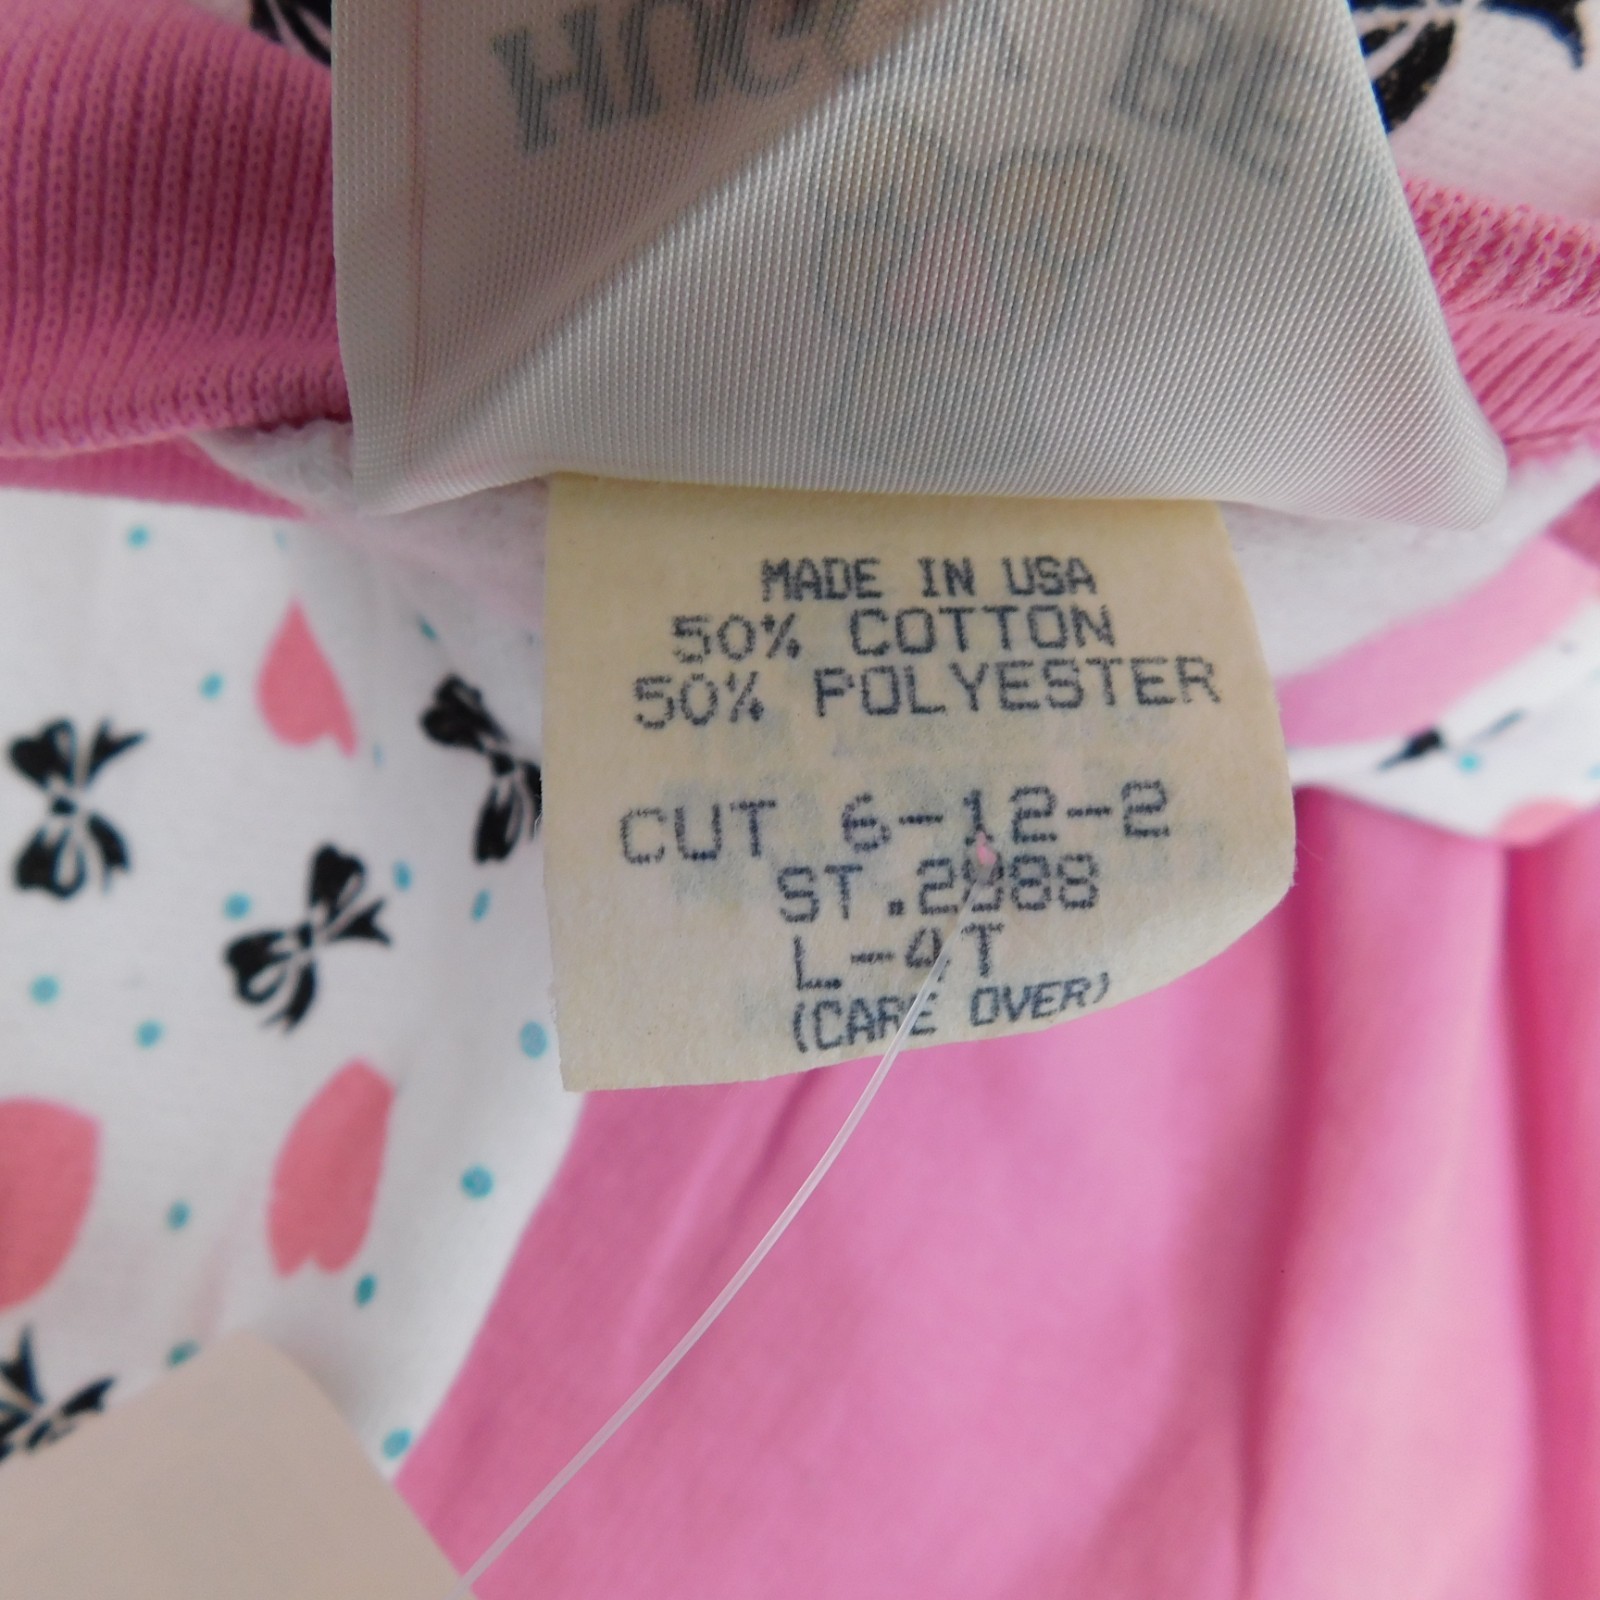 MADE IN USA
50% COTTON
50% POLYESTER
CUT 6-12-2
ST.2988
L-4T
(CARE OVER)